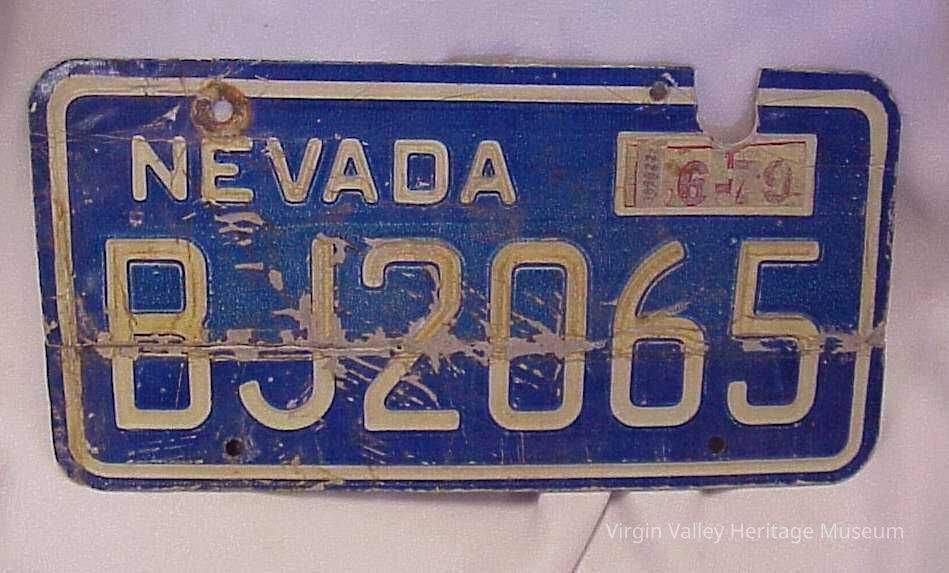 NEVADA
6-79
BJ2065
Virgin Valley Heritage Museum